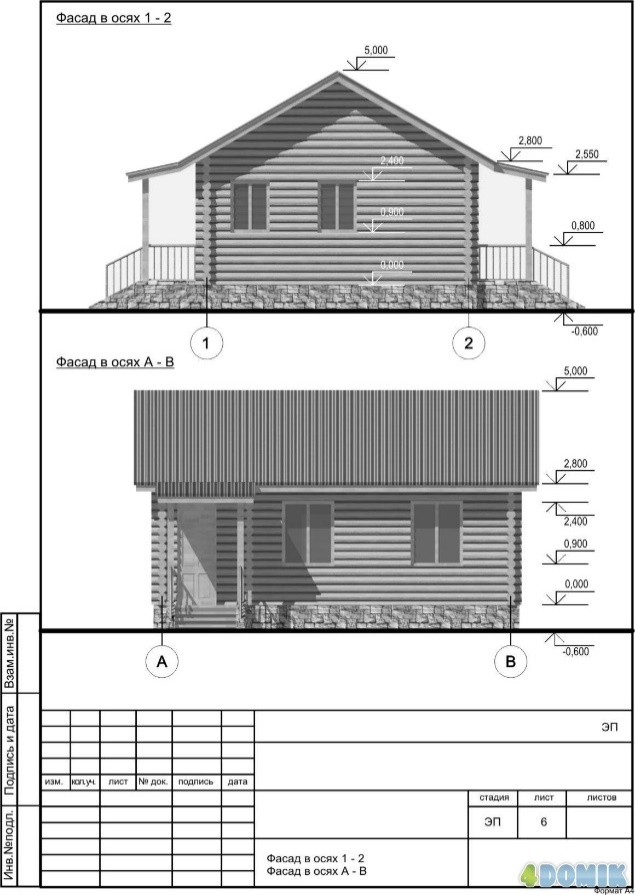 Фасад в осях 1 - 2
5,000
2,800
2,550
2,400
0,900
0,800
0,000
-0,600
1
2
Фасад в осях А - В
5,000
2,800
2,400
0,900
0,000
-0,600
А
В
Взам.инв.№
Подпись и дата
Инв.№подл.
ЭП
изм.
кол.уч.
лист
№ док.
подпись
дата
стадия
лист
листов
ЭП
6
Фасад в осях 1 - 2
Фасад в осях А - В
4DOMIK
Формат А4